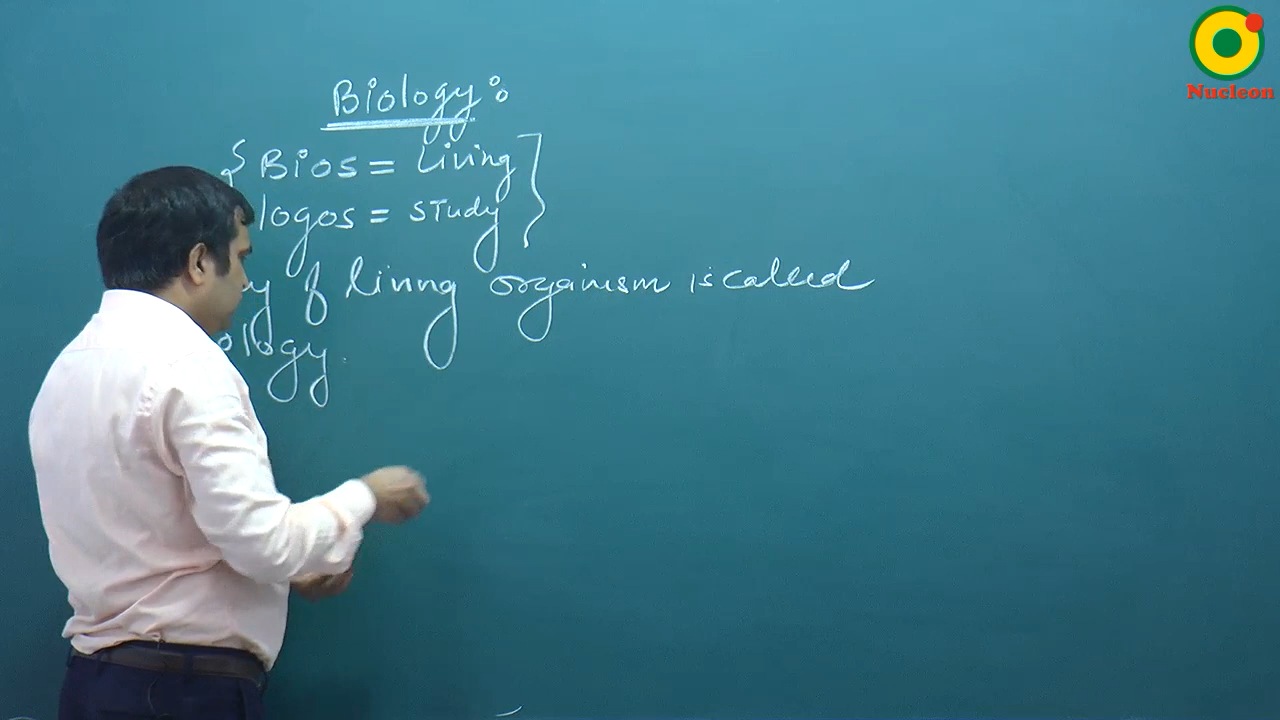 Nucleon
Biology:
{ Bios = Living }
logos = study
y of living organism is called
ology.